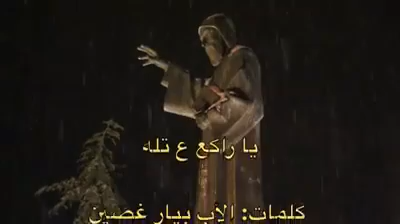 يا راكع ع تله
كلمات: الأب بيار غصين